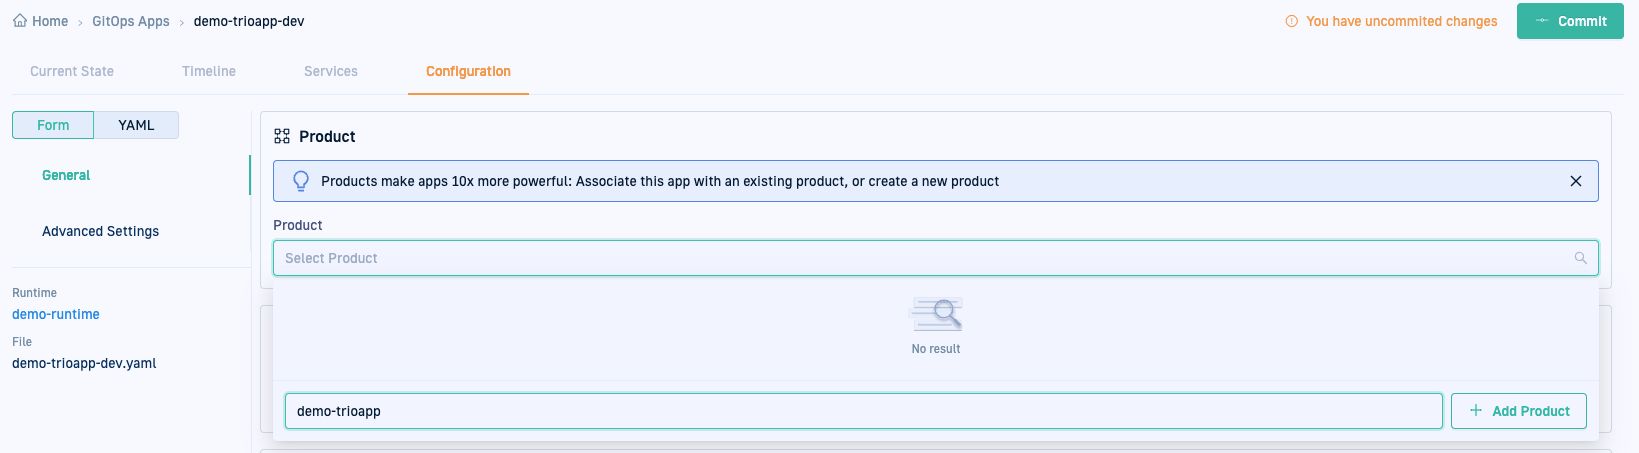 Home > GitOps Apps > demo-trioapp-dev
You have uncommited changes
Commit
Current State
Timeline
Services
Configuration
Form
YAML
General
Advanced Settings
Runtime
demo-runtime
File
demo-trioapp-dev.yaml
Product
Products make apps 10x more powerful: Associate this app with an existing product, or create a new product
Product
Select Product
No result
demo-trioapp
+ Add Product